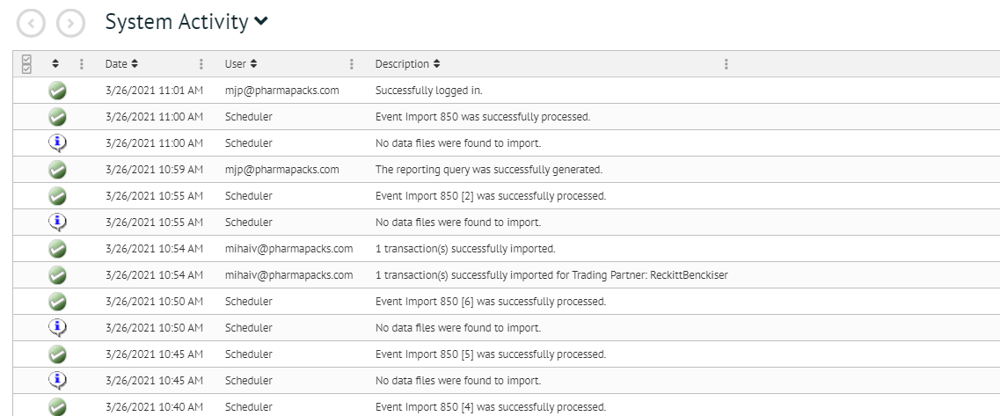 System Activity
Date User Description
3/26/2021 11:01 AM mjp@pharmapacks.com Successfully logged in.
3/26/2021 11:00 AM Scheduler Event Import 850 was successfully processed.
3/26/2021 11:00 AM Scheduler No data files were found to import.
3/26/2021 10:59 AM mjp@pharmapacks.com The reporting query was successfully generated.
3/26/2021 10:55 AM Scheduler Event Import 850 [2] was successfully processed.
3/26/2021 10:55 AM Scheduler No data files were found to import.
3/26/2021 10:54 AM mihaiv@pharmapacks.com 1 transaction(s) successfully imported.
3/26/2021 10:54 AM mihaiv@pharmapacks.com 1 transaction(s) successfully imported for Trading Partner: ReckittBenckiser
3/26/2021 10:50 AM Scheduler Event Import 850 [6] was successfully processed.
3/26/2021 10:50 AM Scheduler No data files were found to import.
3/26/2021 10:45 AM Scheduler Event Import 850 [5] was successfully processed.
3/26/2021 10:45 AM Scheduler No data files were found to import.
3/26/2021 10:40 AM Scheduler Event Import 850 [4] was successfully processed.